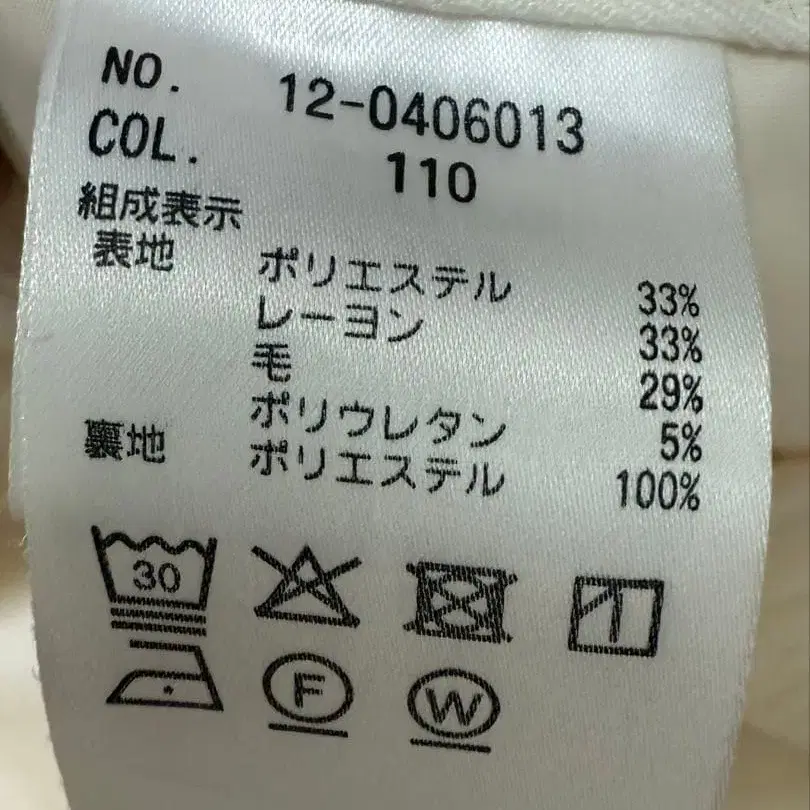 NO. 12-0406013
COL. 110
組成表示
表地 ポリエステル 33%
レーヨン 33%
毛 29%
ポリウレタン 5%
裏地 ポリエステル 100%
30
F W